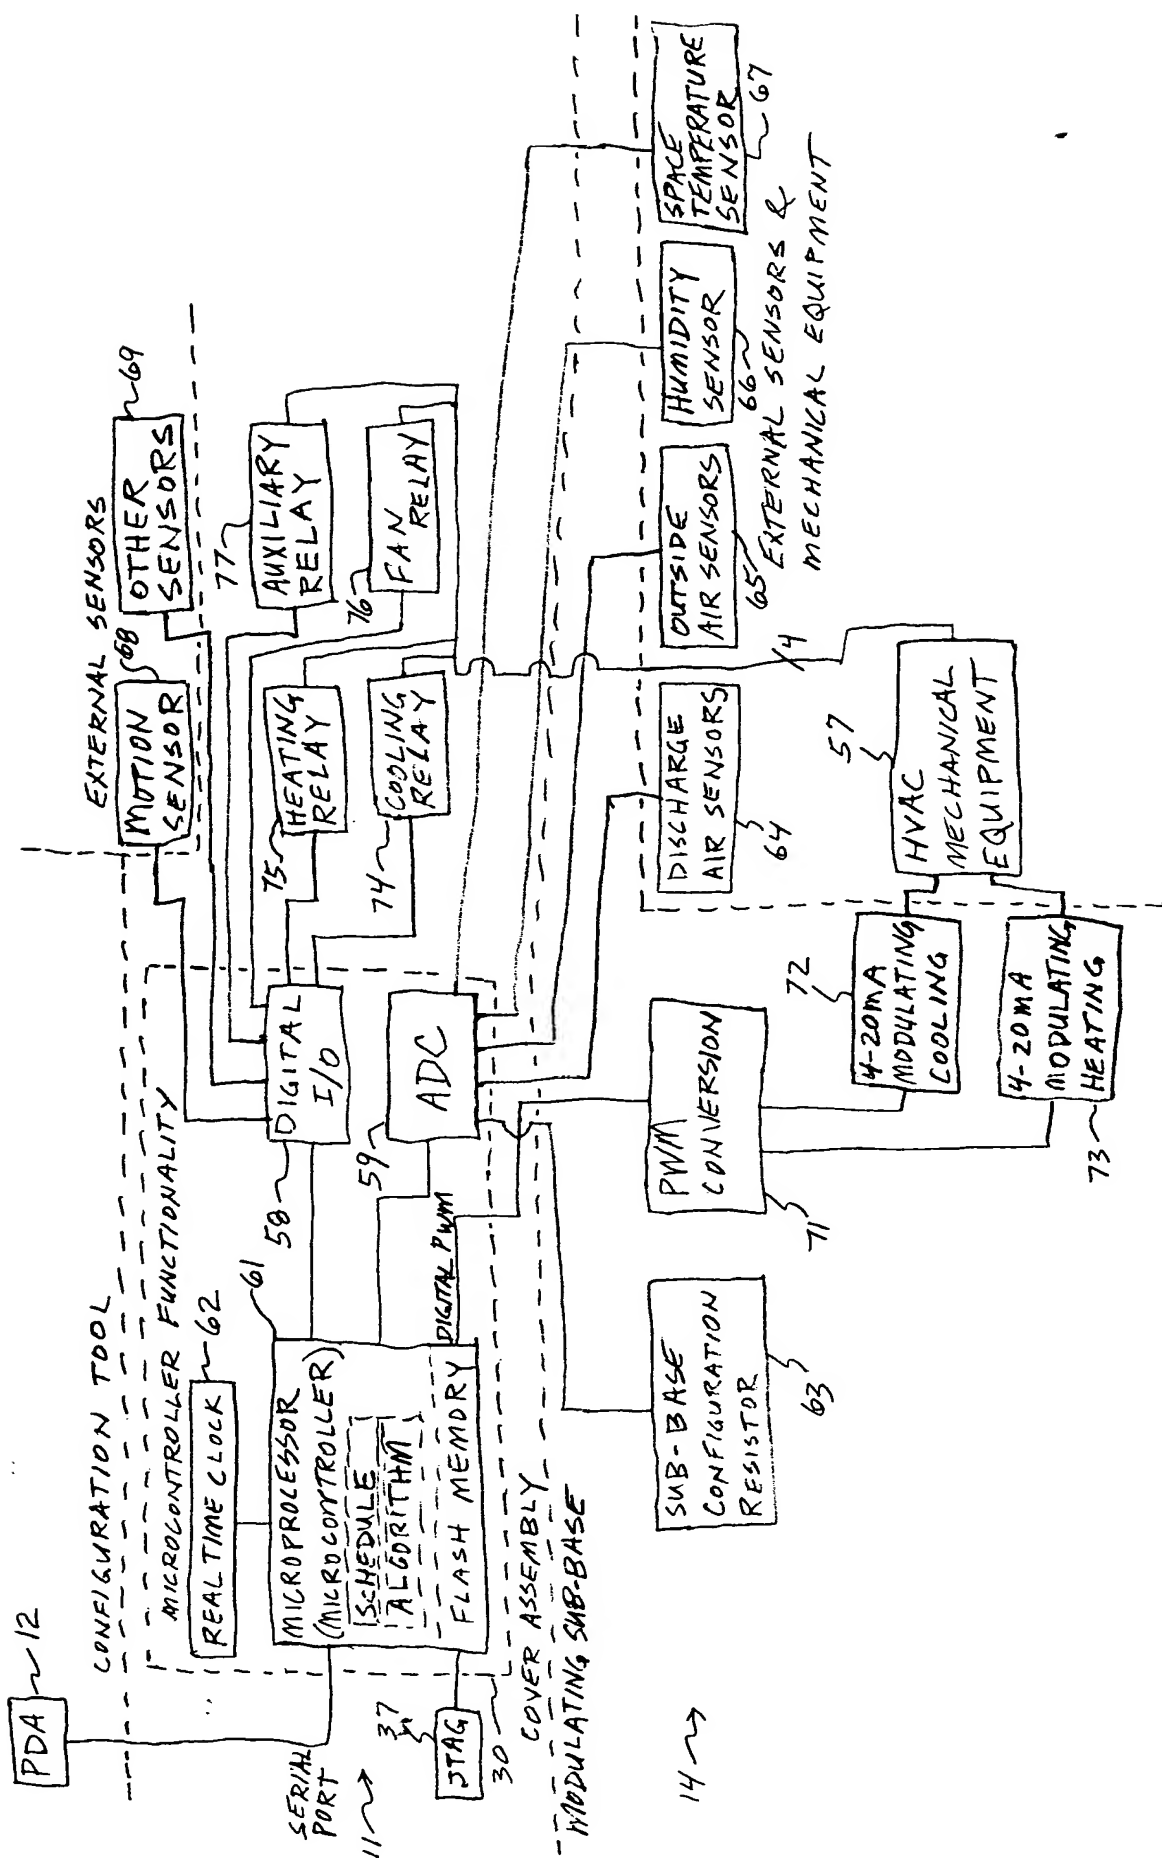 PDA
12
CONFIGURATION TOOL
MICROCONTROLLER FUNCTIONALITY
REAL TIME CLOCK
62
61
MICROPROCESSOR
(MICROCONTROLLER)
SCHEDULE
ALGORITHM
FLASH MEMORY
SERIAL
PORT
11
37
JTAG
30
COVER ASSEMBLY
MODULATING SUB-BASE
14
DIGITAL PWM
58
DIGITAL
I/O
59
ADC
EXTERNAL SENSORS
68
MOTION
SENSOR
69
OTHER
SENSORS
77
AUXILIARY
RELAY
76
FAN
RELAY
75
HEATING
RELAY
74
COOLING
RELAY
SUB-BASE
CONFIGURATION
RESISTOR
63
PWM
CONVERSION
71
72
4-20MA
MODULATING
COOLING
4-20MA
MODULATING
HEATING
73
57
HVAC
MECHANICAL
EQUIPMENT
4
DISCHARGE
AIR SENSORS
64
OUTSIDE
AIR SENSORS
65
HUMIDITY
SENSOR
66
SPACE
TEMPERATURE
SENSOR
67
EXTERNAL SENSORS &
MECHANICAL EQUIPMENT